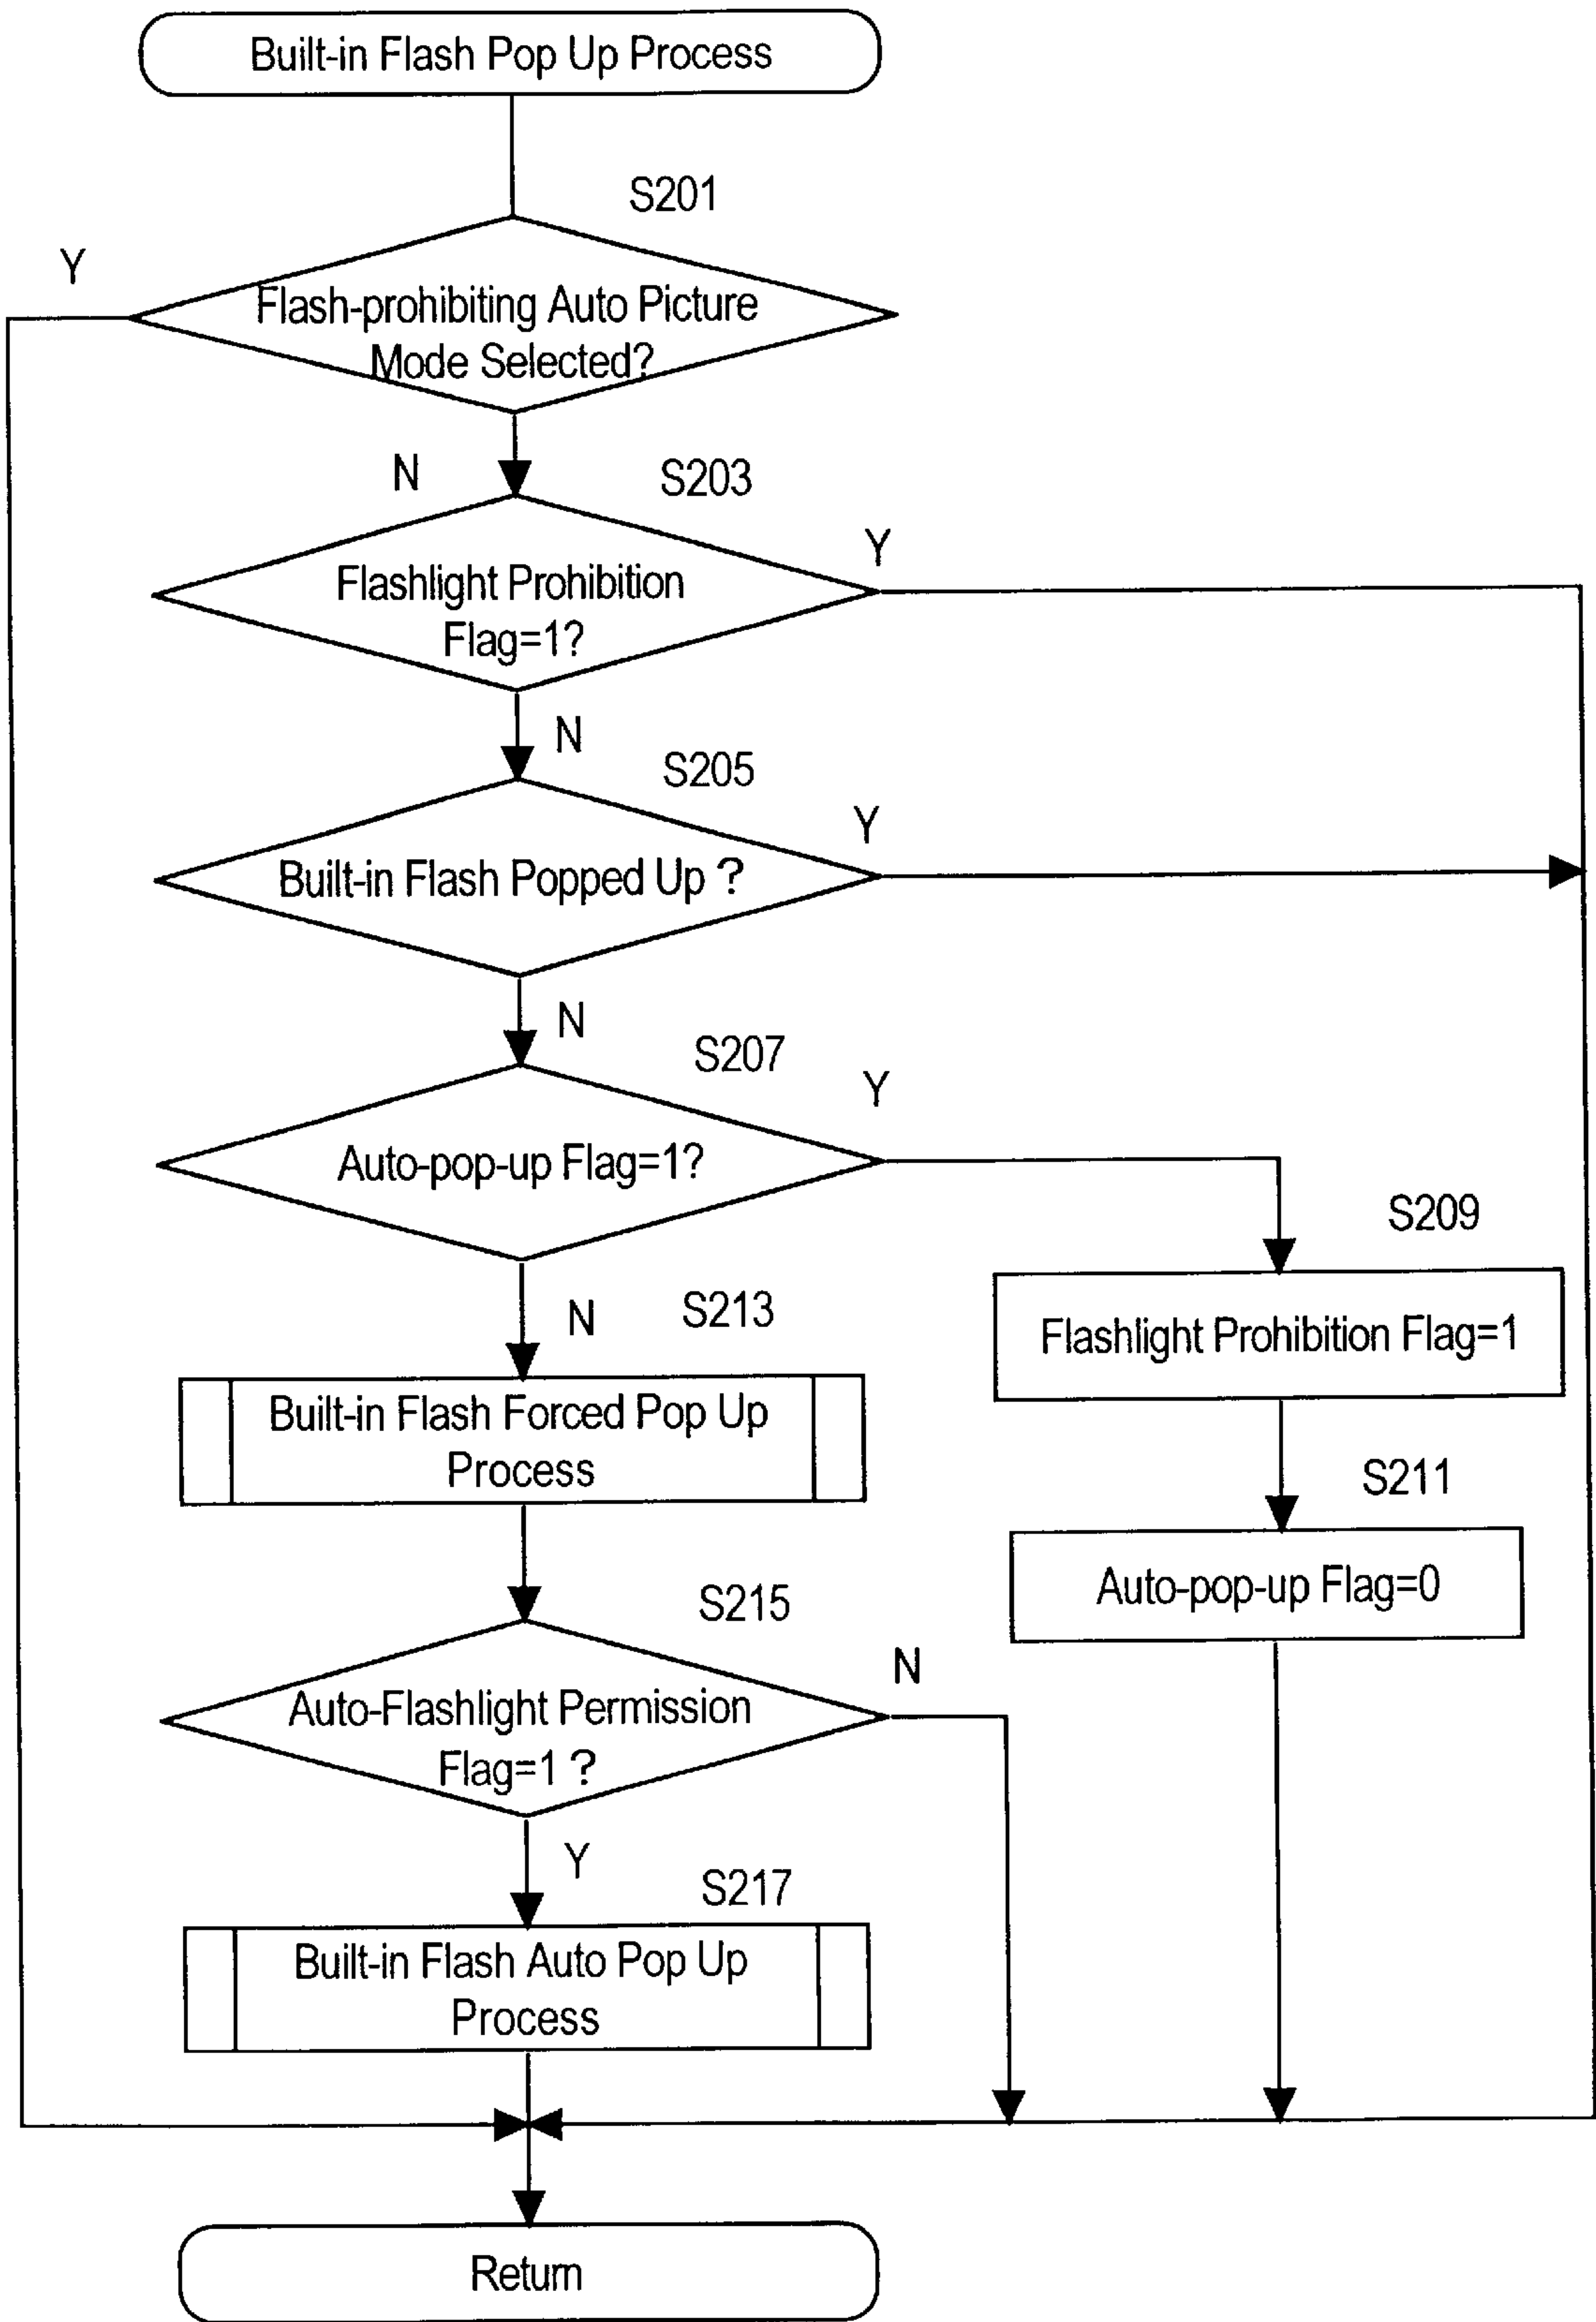 Built-in Flash Pop Up Process
S201
Y
Flash-prohibiting Auto Picture
Mode Selected?
N
S203
Y
Flashlight Prohibition
Flag=1?
N
S205
Y
Built-in Flash Popped Up ?
N
S207
Y
Auto-pop-up Flag=1?
S209
Flashlight Prohibition Flag=1
N
S213
Built-in Flash Forced Pop Up
Process
S211
Auto-pop-up Flag=0
S215
N
Auto-Flashlight Permission
Flag=1 ?
Y
S217
Built-in Flash Auto Pop Up
Process
Return